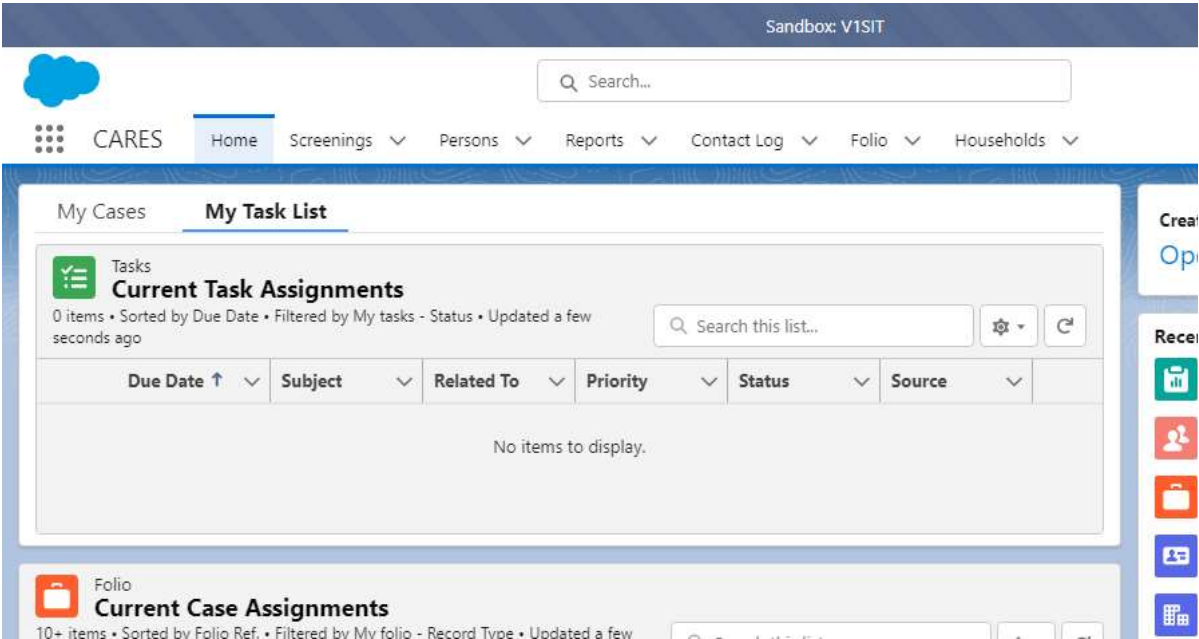 Sandbox: V1SIT
Search...
CARES Home Screenings Persons Reports Contact Log Folio Households
My Cases My Task List
Tasks
Current Task Assignments
0 items • Sorted by Due Date • Filtered by My tasks - Status • Updated a few
seconds ago
Search this list...
Due Date Subject Related To Priority Status Source
No items to display.
Folio
Current Case Assignments
10+ items • Sorted by Folio Ref. • Filtered by My folio - Record Type • Updated a few